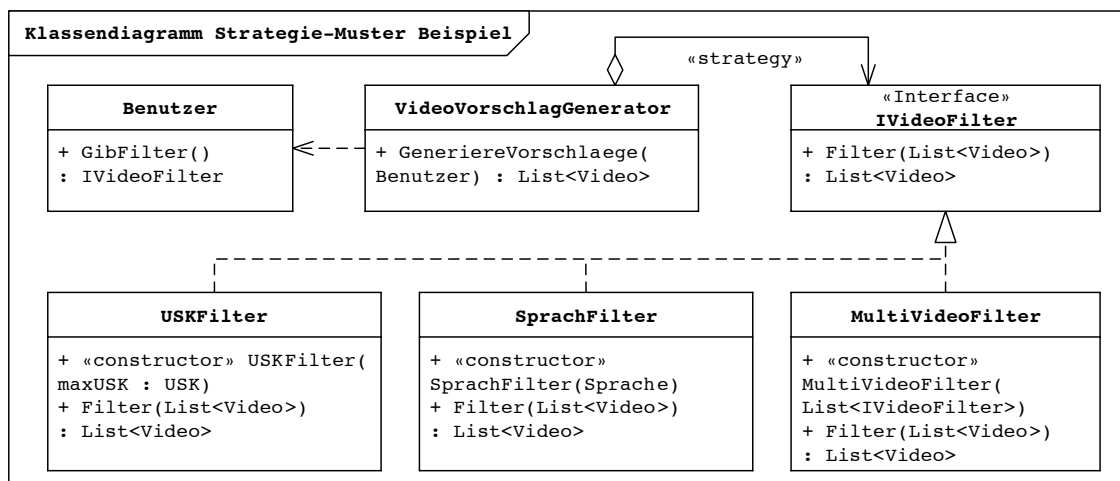 Klassendiagramm Strategie-Muster Beispiel
«strategy»
Benutzer
+ GibFilter()
: IVideoFilter
VideoVorschlagGenerator
+ GeneriereVorschlaege(
Benutzer) : List<Video>
«Interface»
IVideoFilter
+ Filter(List<Video>)
: List<Video>
USKFilter
+ «constructor» USKFilter(
maxUSK : USK)
+ Filter(List<Video>)
: List<Video>
SprachFilter
+ «constructor»
SprachFilter(Sprache)
+ Filter(List<Video>)
: List<Video>
MultiVideoFilter
+ «constructor»
MultiVideoFilter(
List<IVideoFilter>)
+ Filter(List<Video>)
: List<Video>